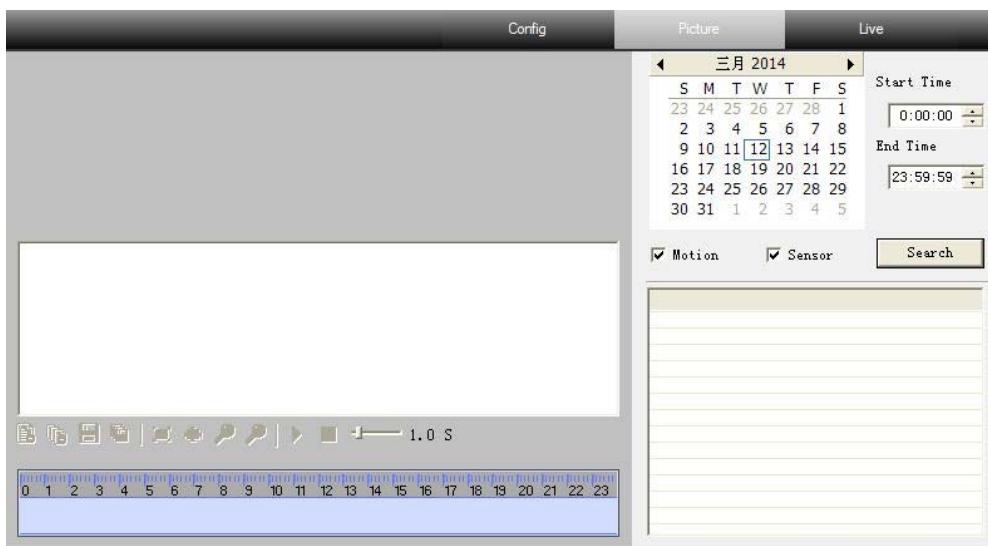 Config Picture Live
三月 2014
S M T W T F S
23 24 25 26 27 28 1
2 3 4 5 6 7 8
9 10 11 12 13 14 15
16 17 18 19 20 21 22
23 24 25 26 27 28 29
30 31 1 2 3 4 5
Start Time
0:00:00
End Time
23:59:59
Motion Sensor Search
1.0 S
0 1 2 3 4 5 6 7 8 9 10 11 12 13 14 15 16 17 18 19 20 21 22 23